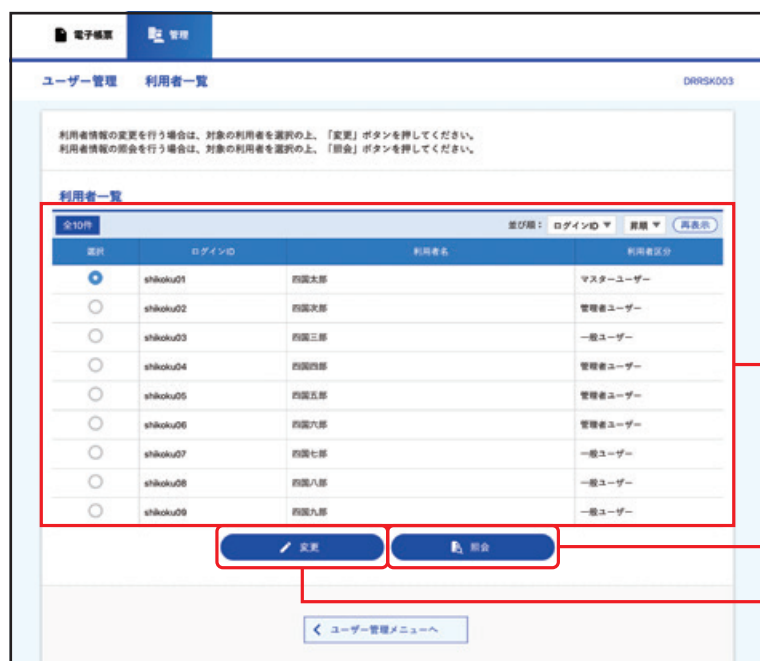 電子帳票 管理
ユーザー管理 利用者一覧 DRRSK003
利用者情報の変更を行う場合は、対象の利用者を選択の上、「変更」ボタンを押してください。
利用者情報の照会を行う場合は、対象の利用者を選択の上、「照会」ボタンを押してください。
利用者一覧
全10件 並び順： ログインID ▼ 昇順 ▼ 再表示
選択 ログインID 利用者名 利用者区分
shikoku01 四国太郎 マスターユーザー
shikoku02 四国次郎 管理者ユーザー
shikoku03 四国三郎 一般ユーザー
shikoku04 四国四郎 管理者ユーザー
shikoku05 四国五郎 管理者ユーザー
shikoku06 四国六郎 管理者ユーザー
shikoku07 四国七郎 一般ユーザー
shikoku08 四国八郎 一般ユーザー
shikoku09 四国九郎 一般ユーザー
変更 照会
ユーザー管理メニューへ